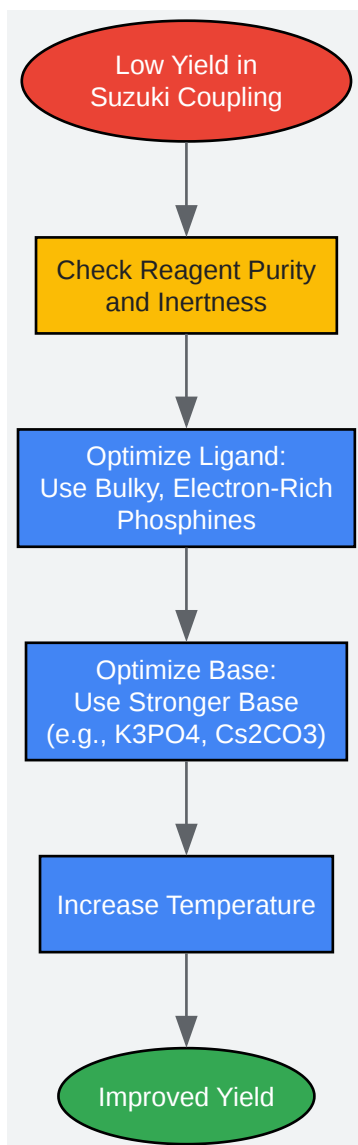 Low Yield in
Suzuki Coupling
Check Reagent Purity
and Inertness
Optimize Ligand:
Use Bulky, Electron-Rich
Phosphines
Optimize Base:
Use Stronger Base
(e.g., K3PO4, Cs2CO3)
Increase Temperature
Improved Yield